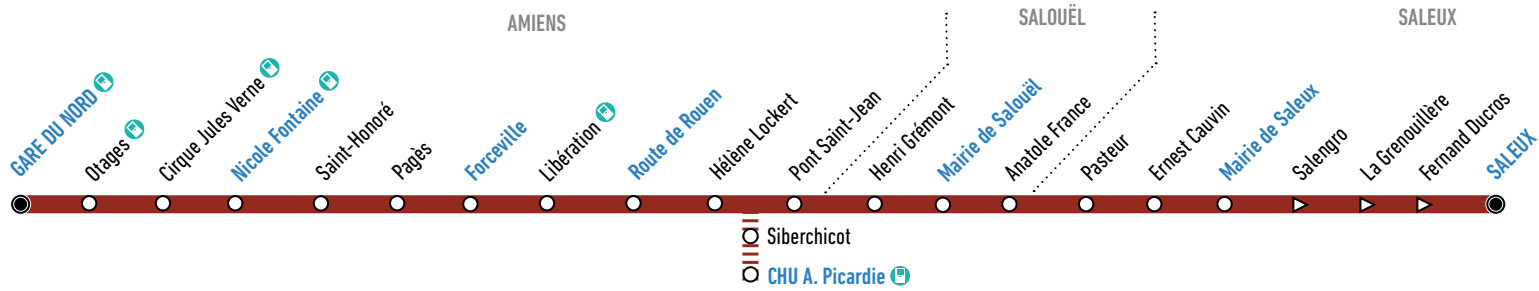 AMIENS
SALOUËL
SALEUX
GARE DU NORD
Otages
Cirque Jules Verne
Nicole Fontaine
Saint-Honoré
Pagès
Forceville
Libération
Route de Rouen
Hélène Lockert
Pont Saint-Jean
Henri Grémont
Mairie de Salouël
Anatole France
Pasteur
Ernest Cauvin
Mairie de Saleux
Salengro
La Grenouillère
Fernand Ducros
SALEUX
Siberchicot
CHU A. Picardie